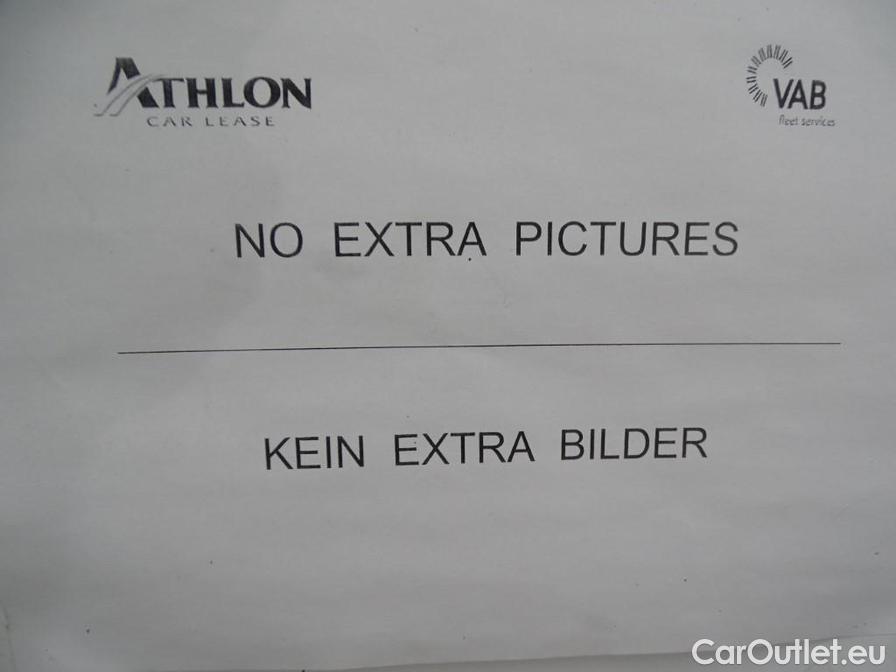 ATHLON
CAR LEASE
VAB
fleet services
NO EXTRA PICTURES
KEIN EXTRA BILDER
CarOutlet.eu